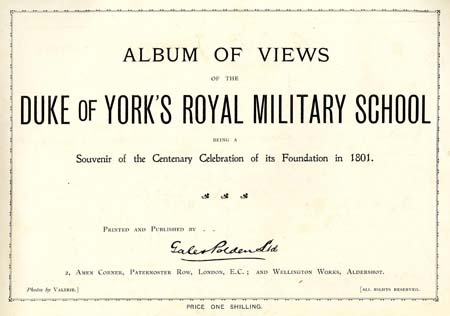 ALBUM OF VIEWS
OF THE
DUKE OF YORK'S ROYAL MILITARY SCHOOL
BEING A
Souvenir of the Centenary Celebration of its Foundation in 1801.
PRINTED AND PUBLISHED BY . .
Gale & Polden Ltd
2, AMEN CORNER, PATERNOSTER ROW, LONDON, E.C.; AND WELLINGTON WORKS, ALDERSHOT.
Photos by VALERIE.] [ALL RIGHTS RESERVED.
PRICE ONE SHILLING.